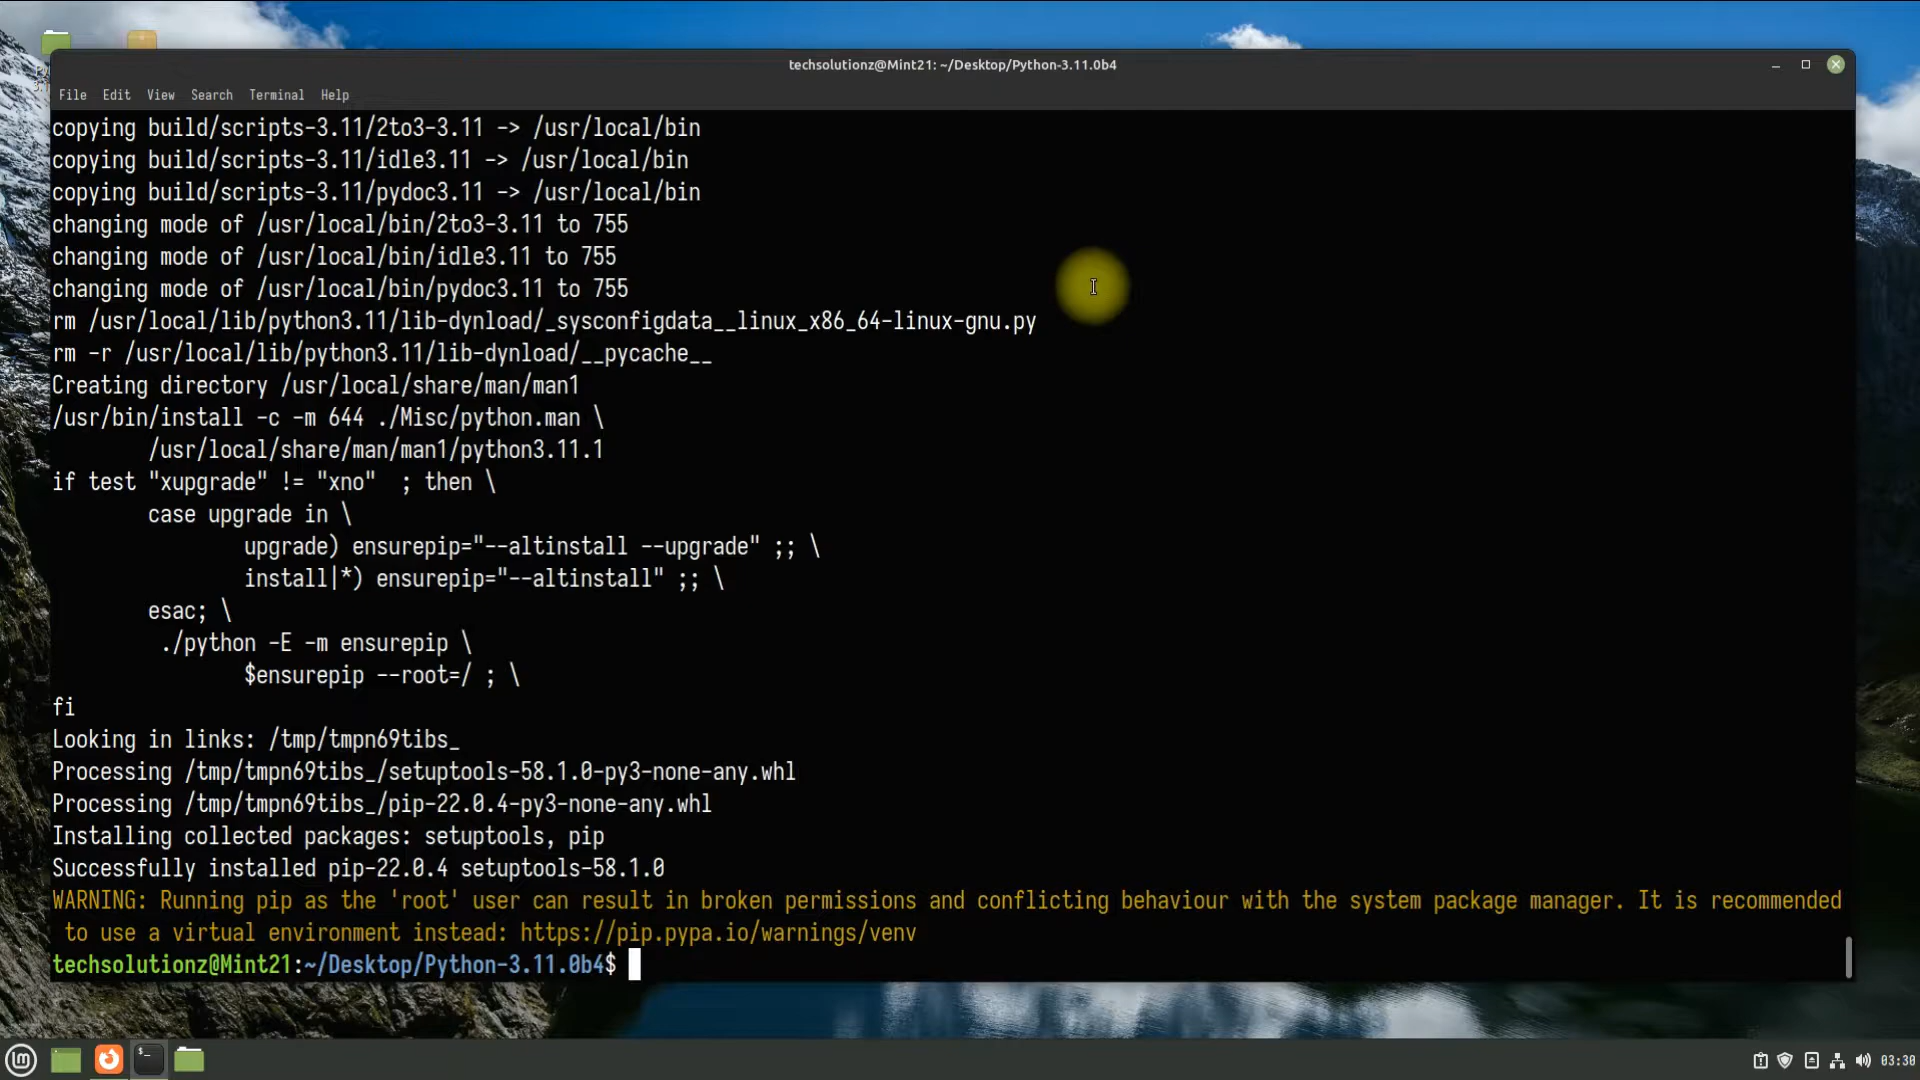 techsolutionz@Mint21: ~/Desktop/Python-3.11.0b4
File Edit View Search Terminal Help
copying build/scripts-3.11/2to3-3.11 -> /usr/local/bin
copying build/scripts-3.11/idle3.11 -> /usr/local/bin
copying build/scripts-3.11/pydoc3.11 -> /usr/local/bin
changing mode of /usr/local/bin/2to3-3.11 to 755
changing mode of /usr/local/bin/idle3.11 to 755
changing mode of /usr/local/bin/pydoc3.11 to 755
rm /usr/local/lib/python3.11/lib-dynload/_sysconfigdata__linux_x86_64-linux-gnu.py
rm -r /usr/local/lib/python3.11/lib-dynload/__pycache__
Creating directory /usr/local/share/man/man1
/usr/bin/install -c -m 644 ./Misc/python.man \
/usr/local/share/man/man1/python3.11.1
if test "xupgrade" != "xno"  ; then \
case upgrade in \
upgrade) ensurepip="--altinstall --upgrade" ;; \
install|*) ensurepip="--altinstall" ;; \
esac; \
./python -E -m ensurepip \
$ensurepip --root=/ ; \
fi
Looking in links: /tmp/tmpn69tibs_
Processing /tmp/tmpn69tibs_/setuptools-58.1.0-py3-none-any.whl
Processing /tmp/tmpn69tibs_/pip-22.0.4-py3-none-any.whl
Installing collected packages: setuptools, pip
Successfully installed pip-22.0.4 setuptools-58.1.0
WARNING: Running pip as the 'root' user can result in broken permissions and conflicting behaviour with the system package manager. It is recommended
to use a virtual environment instead: https://pip.pypa.io/warnings/venv
techsolutionz@Mint21:~/Desktop/Python-3.11.0b4$
03:30